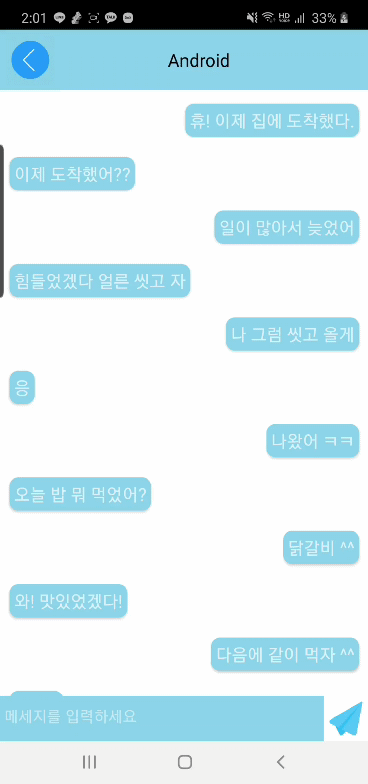 2:01 33%
Android
휴! 이제 집에 도착했다.
이제 도착했어??
일이 많아서 늦었어
힘들었겠다 얼른 씻고 자
나 그럼 씻고 올게
응
나왔어 ㅋㅋ
오늘 밥 뭐 먹었어?
닭갈비 ^^
와! 맛있었겠다!
다음에 같이 먹자 ^^
메세지를 입력하세요